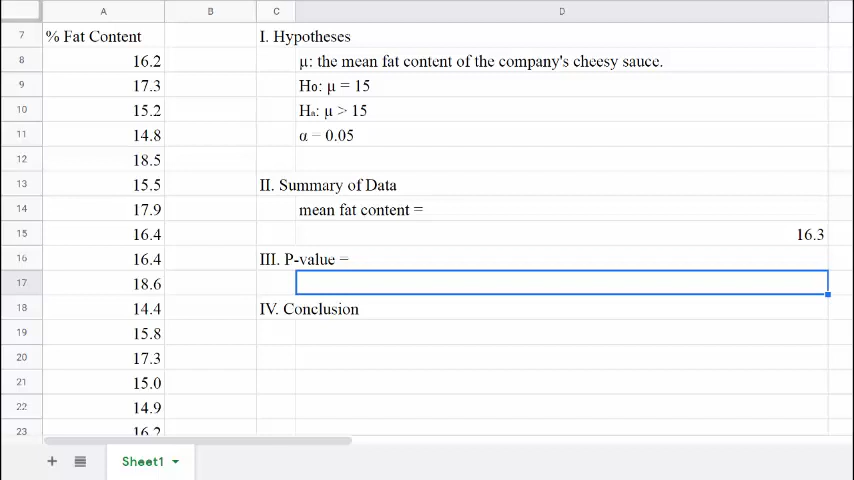 A B C D
7 % Fat Content I. Hypotheses
8 16.2 μ: the mean fat content of the company's cheesy sauce.
9 17.3 H₀: μ = 15
10 15.2 Hₐ: μ > 15
11 14.8 α = 0.05
12 18.5
13 15.5 II. Summary of Data
14 17.9 mean fat content =
15 16.4 16.3
16 16.4 III. P-value =
17 18.6
18 14.4 IV. Conclusion
19 15.8
20 17.3
21 15.0
22 14.9
23 16.2
Sheet1